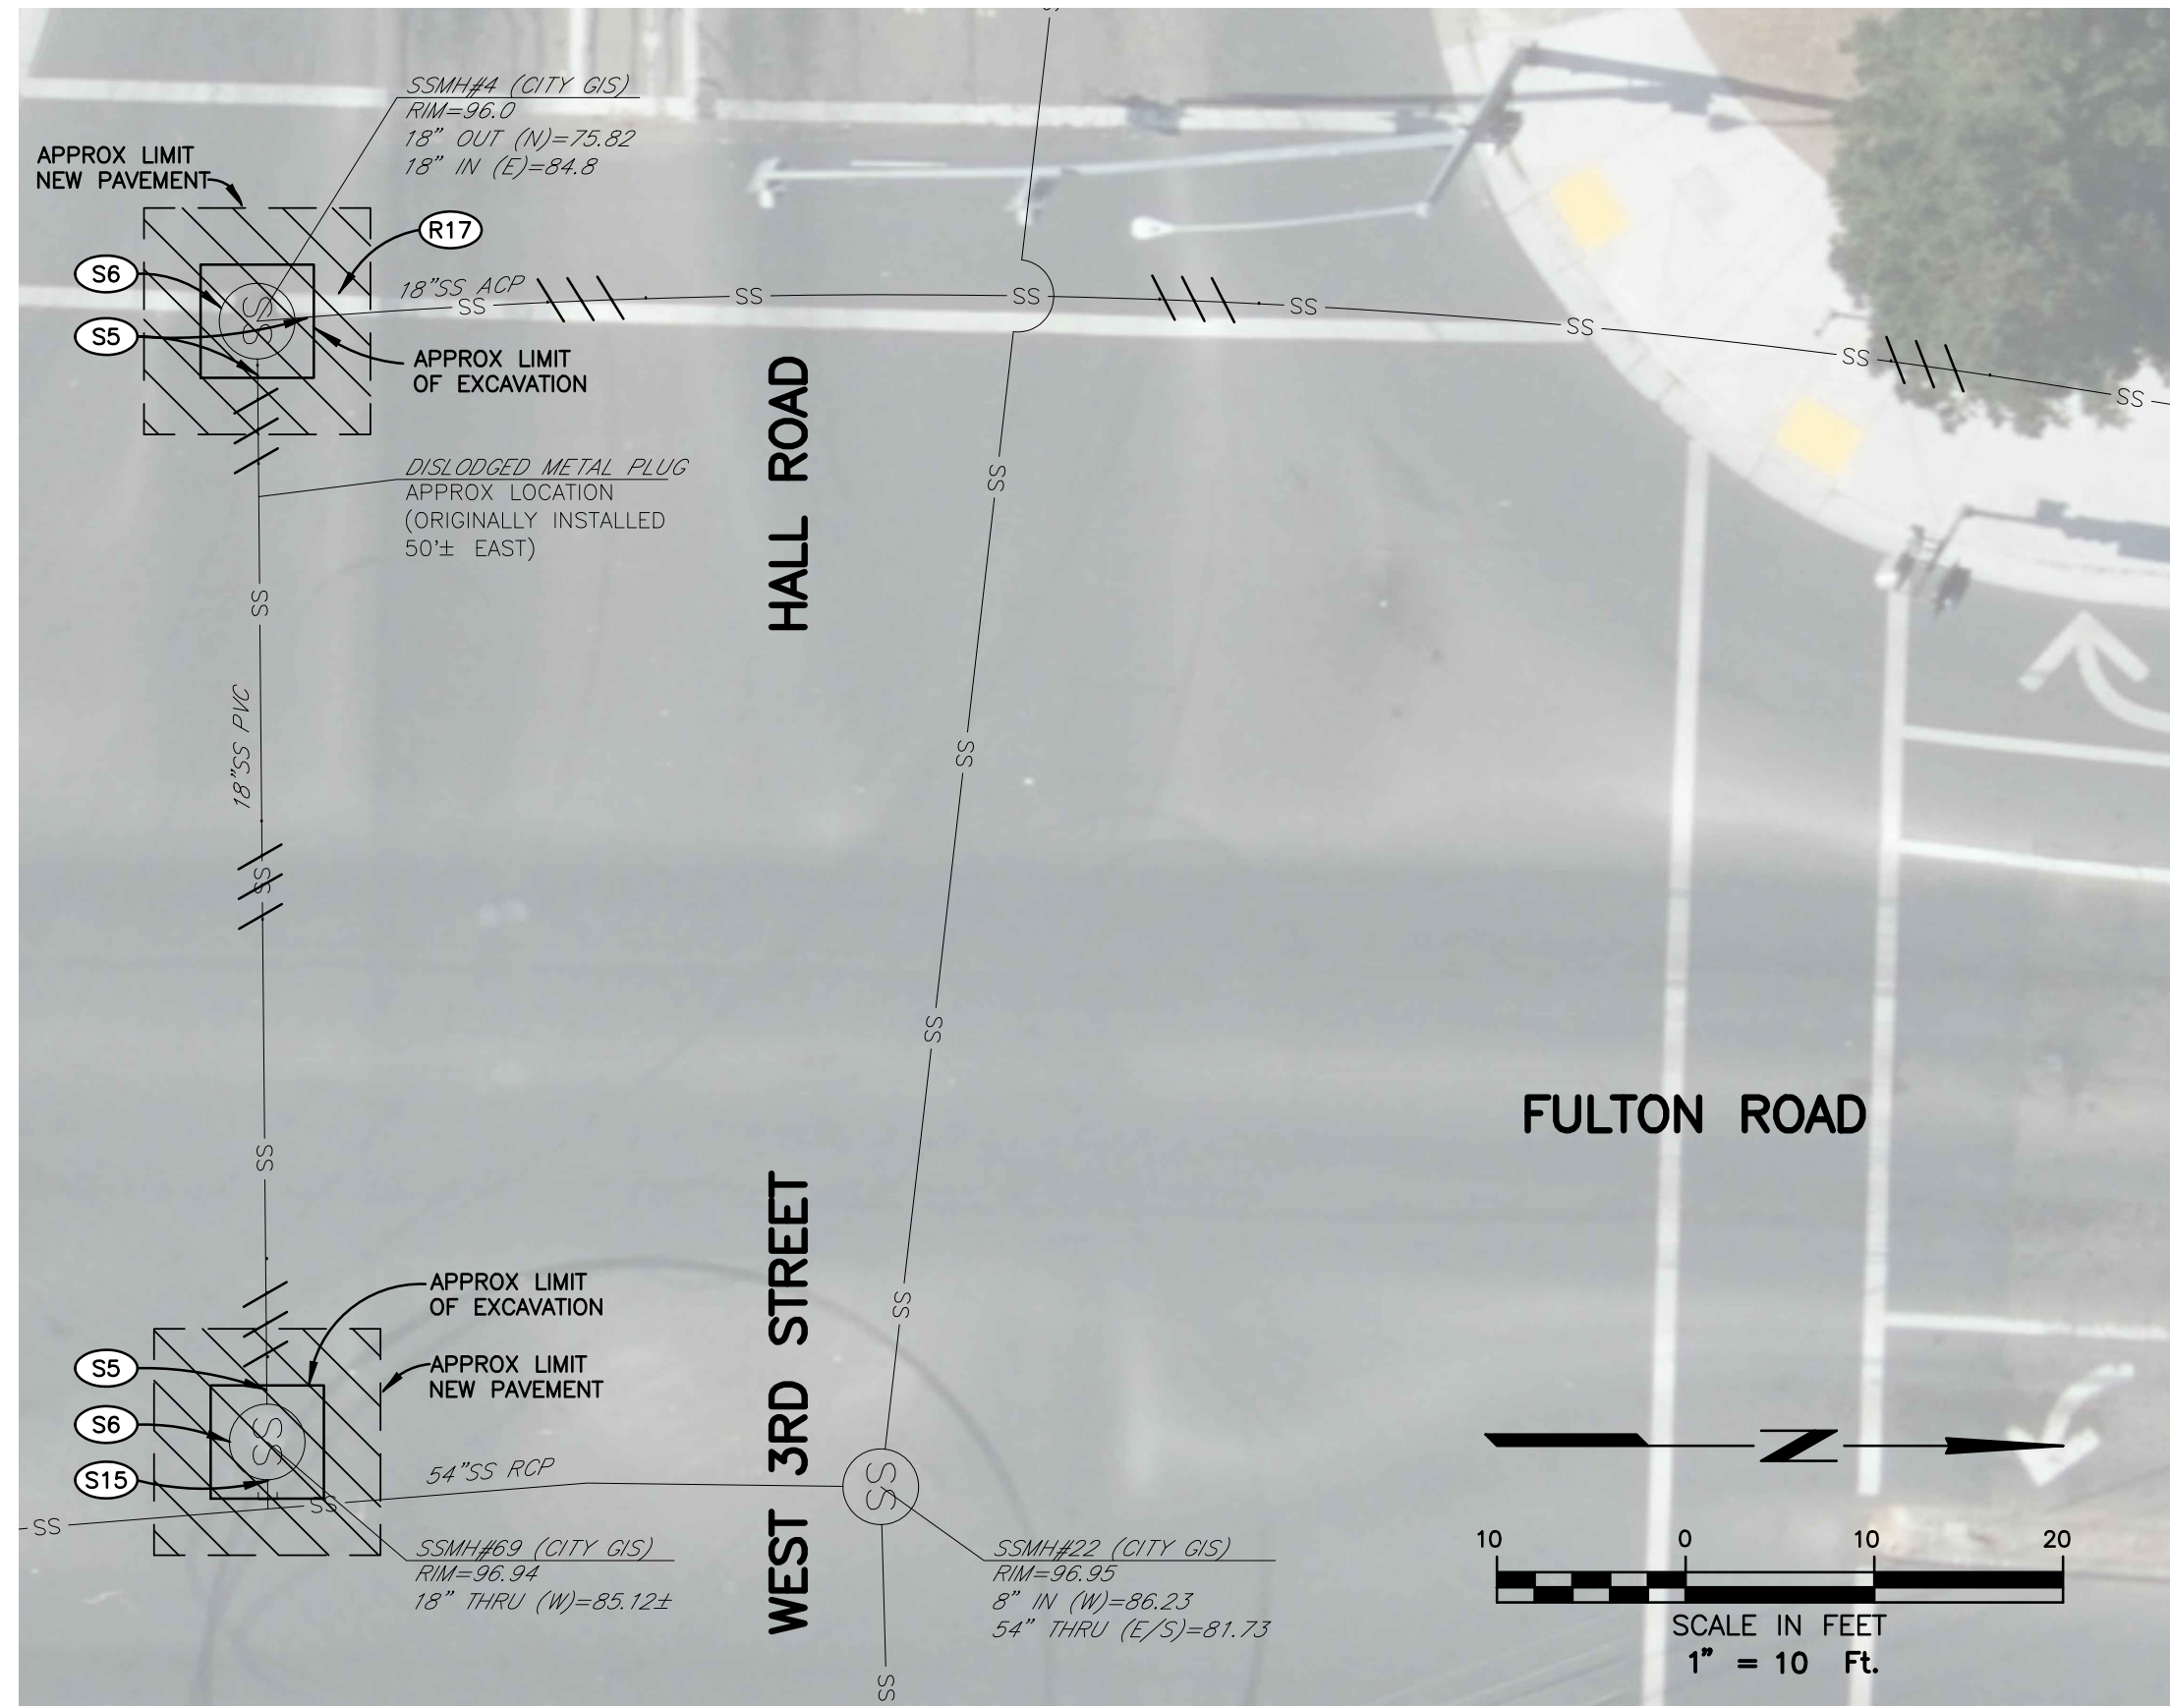 SSMH#4 (CITY GIS)
RIM=96.0
18" OUT (N)=75.82
18" IN (E)=84.8
APPROX LIMIT
NEW PAVEMENT
R17
S6
S5
SS
18"SS ACP
SS
SS
SS
SS
SS
SS
SS
APPROX LIMIT
OF EXCAVATION
DISLODGED METAL PLUG
APPROX LOCATION
(ORIGINALLY INSTALLED
50'± EAST)
HALL ROAD
SS
SS
18"SS PVC
SS
SS
SS
SS
FULTON ROAD
WEST 3RD STREET
SS
APPROX LIMIT
OF EXCAVATION
APPROX LIMIT
NEW PAVEMENT
S5
S6
S15
SS
54"SS RCP
SS
SS
SS
SSMH#69 (CITY GIS)
RIM=96.94
18" THRU (W)=85.12±
SSMH#22 (CITY GIS)
RIM=96.95
8" IN (W)=86.23
54" THRU (E/S)=81.73
SS
N
10 0 10 20
SCALE IN FEET
1" = 10 Ft.